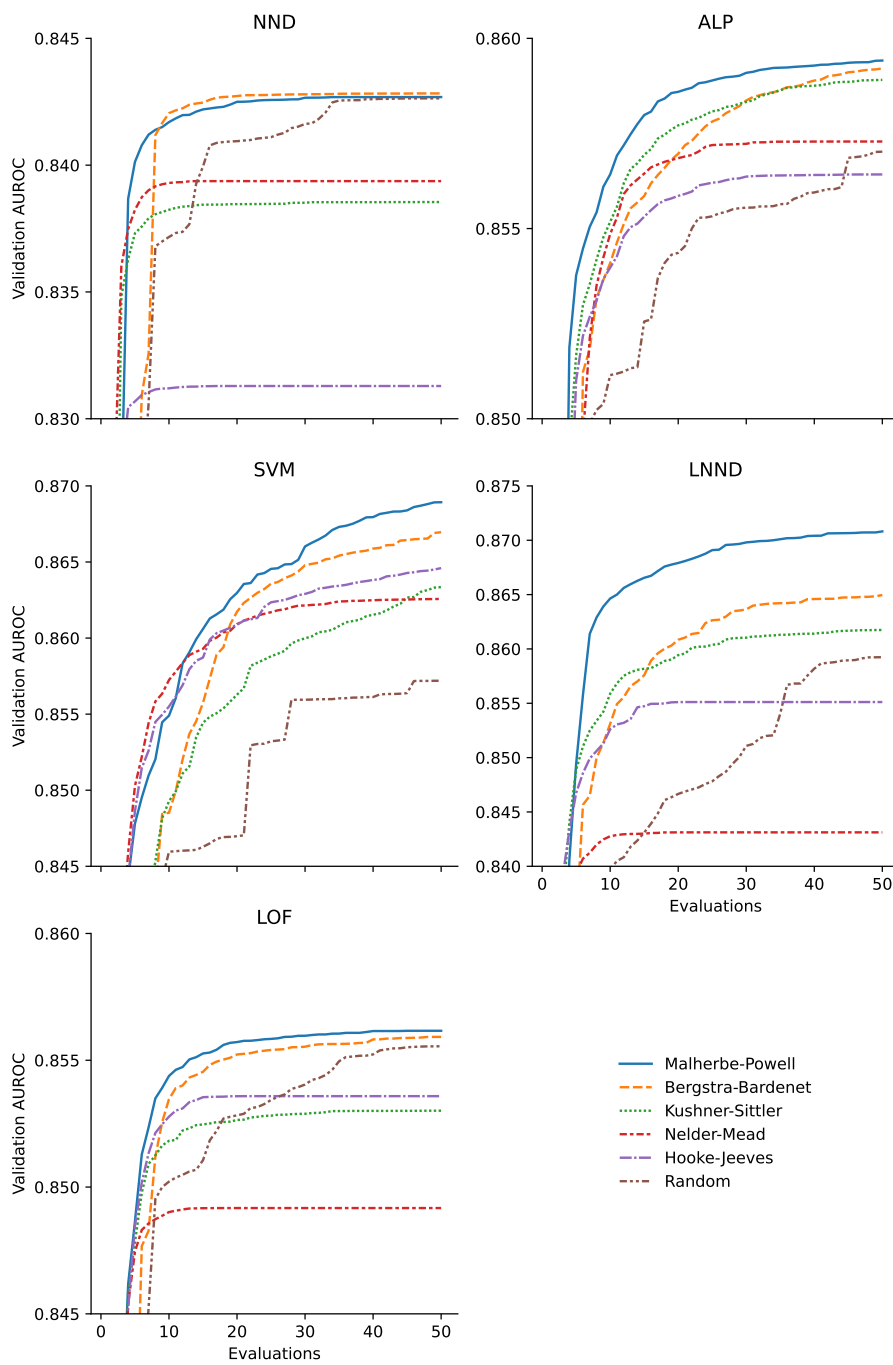 NND
0.845
0.840
0.835
0.830
Validation AUROC
ALP
0.860
0.855
0.850
SVM
0.870
0.865
0.860
0.855
0.850
0.845
Validation AUROC
LNND
0.875
0.870
0.865
0.860
0.855
0.850
0.845
0.840
0 10 20 30 40 50
Evaluations
LOF
0.860
0.855
0.850
0.845
Validation AUROC
0 10 20 30 40 50
Evaluations
Malherbe-Powell
Bergstra-Bardenet
Kushner-Sittler
Nelder-Mead
Hooke-Jeeves
Random